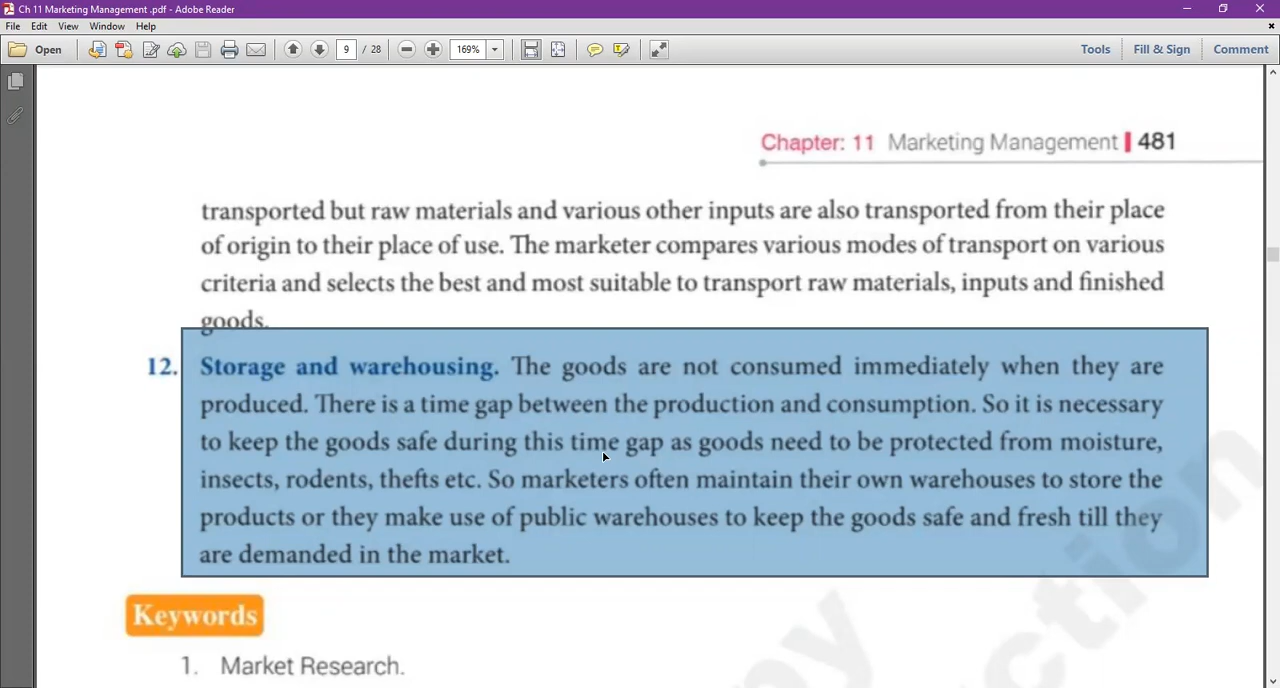 Ch 11 Marketing Management .pdf - Adobe Reader
File Edit View Window Help
Open 9 / 28 169% Tools Fill & Sign Comment
Chapter: 11 Marketing Management 481
transported but raw materials and various other inputs are also transported from their place
of origin to their place of use. The marketer compares various modes of transport on various
criteria and selects the best and most suitable to transport raw materials, inputs and finished
goods.
12. Storage and warehousing. The goods are not consumed immediately when they are
produced. There is a time gap between the production and consumption. So it is necessary
to keep the goods safe during this time gap as goods need to be protected from moisture,
insects, rodents, thefts etc. So marketers often maintain their own warehouses to store the
products or they make use of public warehouses to keep the goods safe and fresh till they
are demanded in the market.
Keywords
1. Market Research.